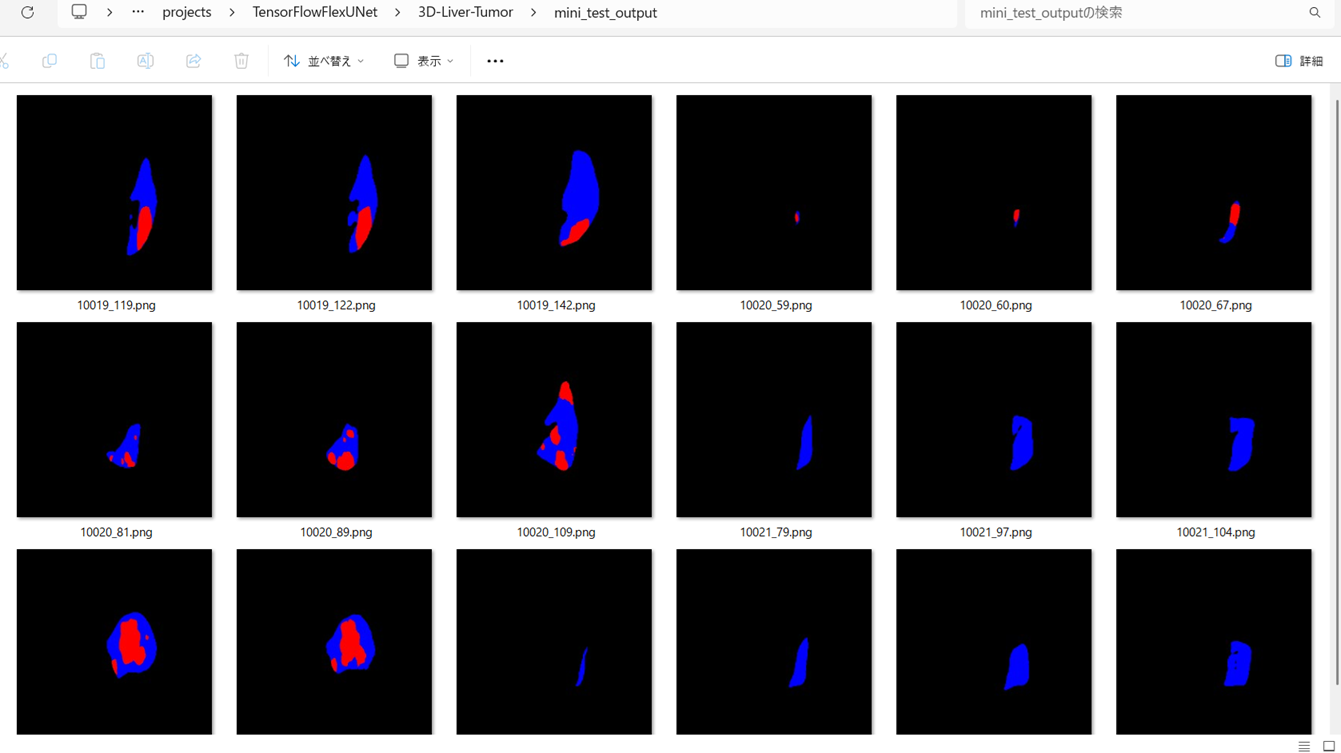 … projects TensorFlowFlexUNet 3D-Liver-Tumor mini_test_output mini_test_outputの検索
並べ替え 表示 詳細
10019_119.png 10019_122.png 10019_142.png 10020_59.png 10020_60.png 10020_67.png
10020_81.png 10020_89.png 10020_109.png 10021_79.png 10021_97.png 10021_104.png